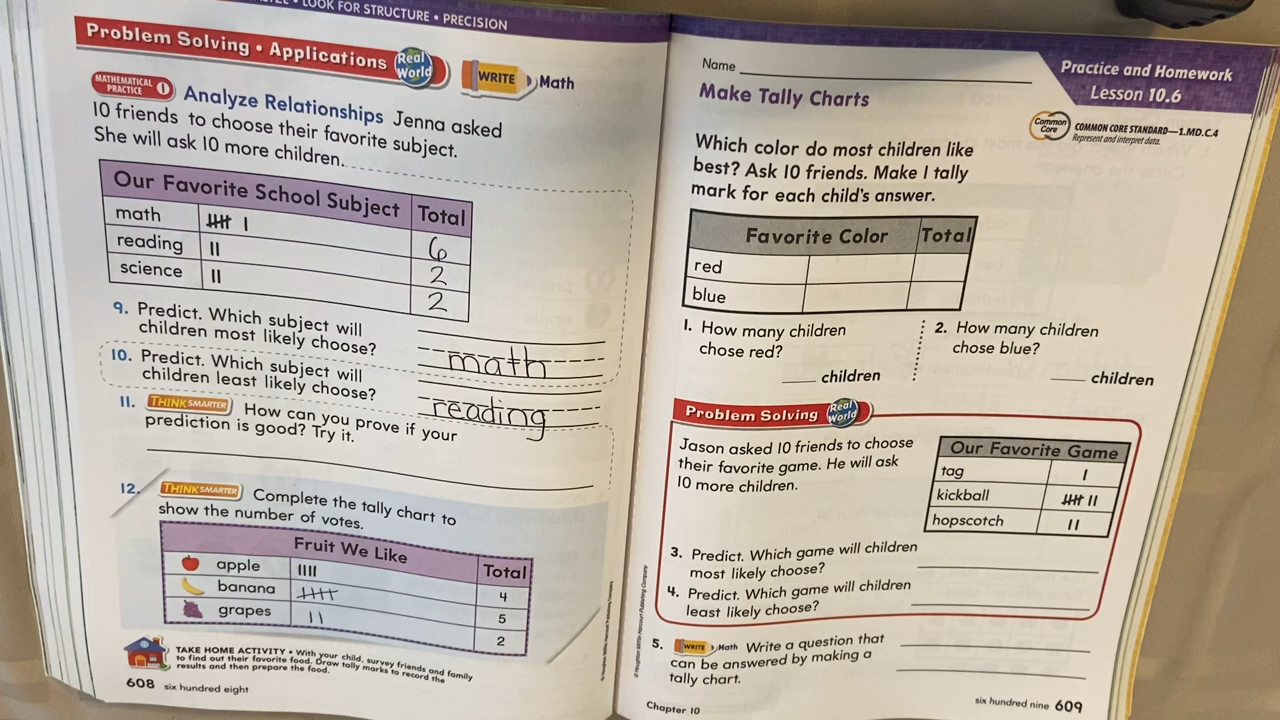 LOOK FOR STRUCTURE • PRECISION
Problem Solving • Applications Real World WRITE Math
MATHEMATICAL PRACTICE 1 Analyze Relationships Jenna asked
10 friends to choose their favorite subject.
She will ask 10 more children.
Our Favorite School Subject Total
math 𝍸 | 6
reading || 2
science || 2
9. Predict. Which subject will
children most likely choose?
math
10. Predict. Which subject will
children least likely choose?
reading
11. THINK SMARTER How can you prove if your
prediction is good? Try it.
12. THINK SMARTER Complete the tally chart to
show the number of votes.
Fruit We Like Total
apple |||| 4
banana 𝍸 5
grapes || 2
TAKE HOME ACTIVITY • With your child, survey friends and family
to find out their favorite food. Draw tally marks to record the
results and then prepare the food.
608 six hundred eight
© Houghton Mifflin Harcourt Publishing Company
Name
Practice and Homework
Lesson 10.6
Make Tally Charts
Common Core COMMON CORE STANDARD—1.MD.C.4
Represent and interpret data.
Which color do most children like
best? Ask 10 friends. Make 1 tally
mark for each child's answer.
Favorite Color Total
red
blue
1. How many children
chose red?
children
2. How many children
chose blue?
children
Problem Solving Real World
Jason asked 10 friends to choose
their favorite game. He will ask
10 more children.
Our Favorite Game
tag |
kickball 𝍸 ||
hopscotch ||
3. Predict. Which game will children
most likely choose?
4. Predict. Which game will children
least likely choose?
5. WRITE Math Write a question that
can be answered by making a
tally chart.
© Houghton Mifflin Harcourt Publishing Company
Chapter 10
six hundred nine 609